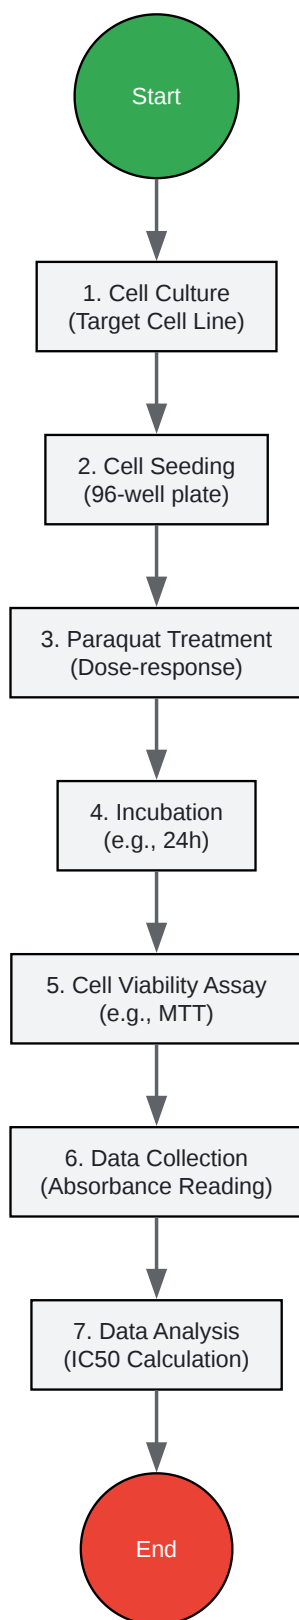 Start
1. Cell Culture
(Target Cell Line)
2. Cell Seeding
(96-well plate)
3. Paraquat Treatment
(Dose-response)
4. Incubation
(e.g., 24h)
5. Cell Viability Assay
(e.g., MTT)
6. Data Collection
(Absorbance Reading)
7. Data Analysis
(IC50 Calculation)
End